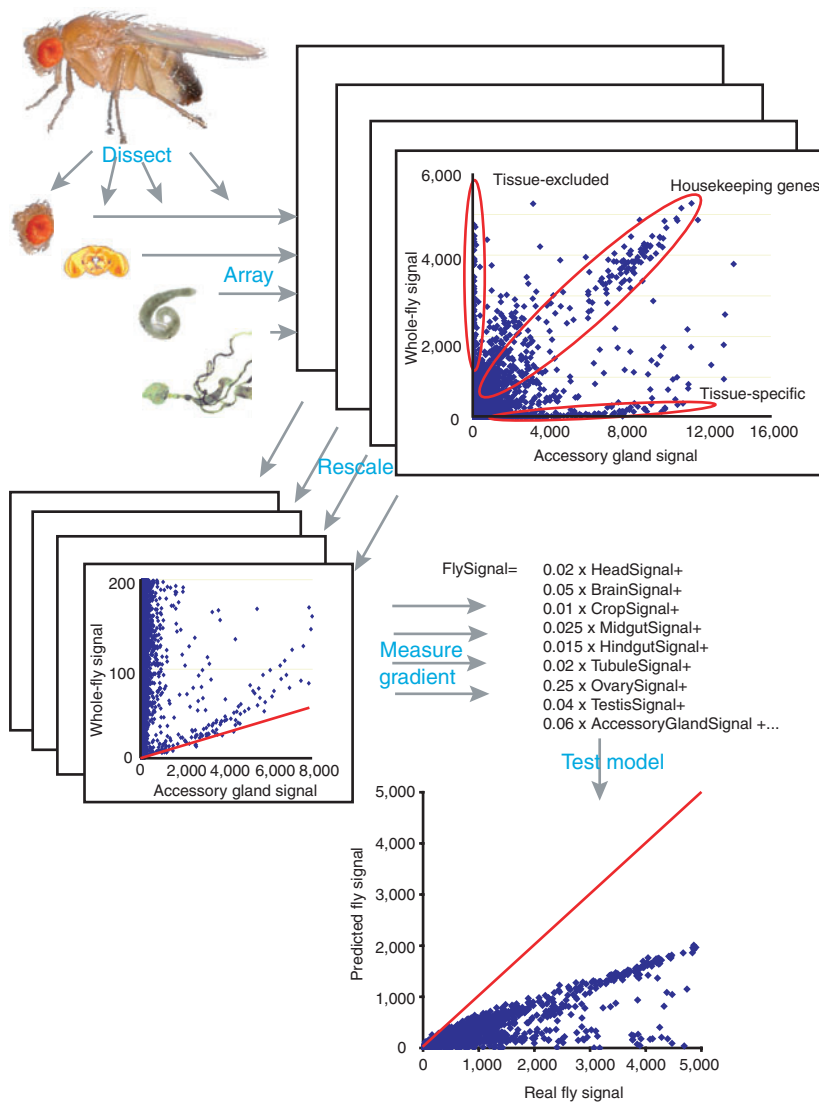 Dissect
Array
6,000
4,000
2,000
0
Whole-fly signal
Tissue-excluded
Housekeeping genes
Tissue-specific
0 4,000 8,000 12,000 16,000
Accessory gland signal
Rescale
200
100
0
Whole-fly signal
0 2,000 4,000 6,000 8,000
Accessory gland signal
Measure
gradient
FlySignal= 0.02 x HeadSignal+
0.05 x BrainSignal+
0.01 x CropSignal+
0.025 x MidgutSignal+
0.015 x HindgutSignal+
0.02 x TubuleSignal+
0.25 x OvarySignal+
0.04 x TestisSignal+
0.06 x AccessoryGlandSignal +...
Test model
5,000
4,000
3,000
2,000
1,000
0
Predicted fly signal
0 1,000 2,000 3,000 4,000 5,000
Real fly signal